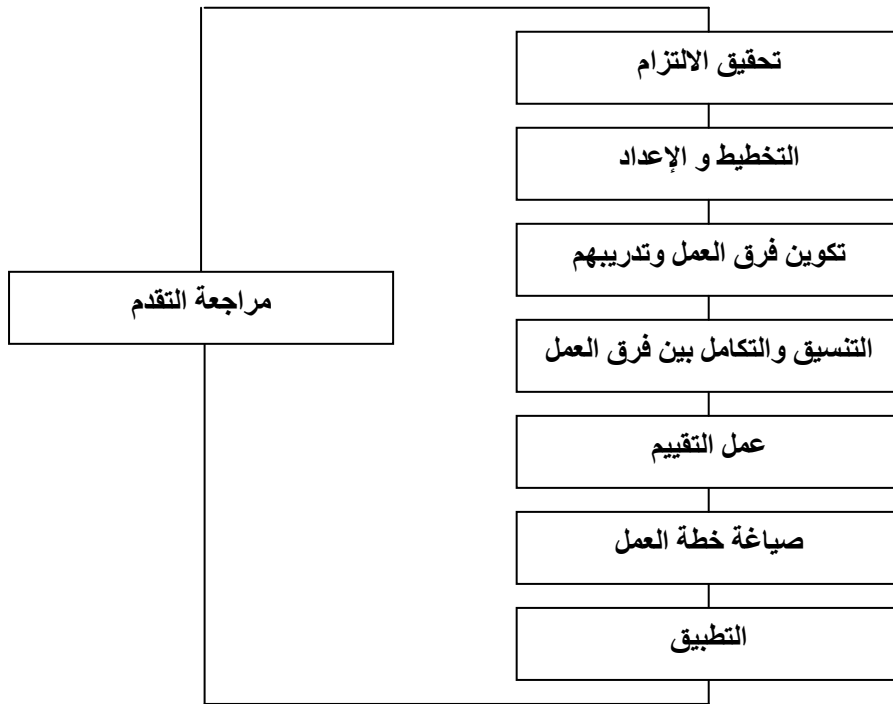 تحقيق الالتزام
التخطيط و الإعداد
تكوين فرق العمل وتدريبهم
مراجعة التقدم
التنسيق والتكامل بين فرق العمل
عمل التقييم
صياغة خطة العمل
التطبيق